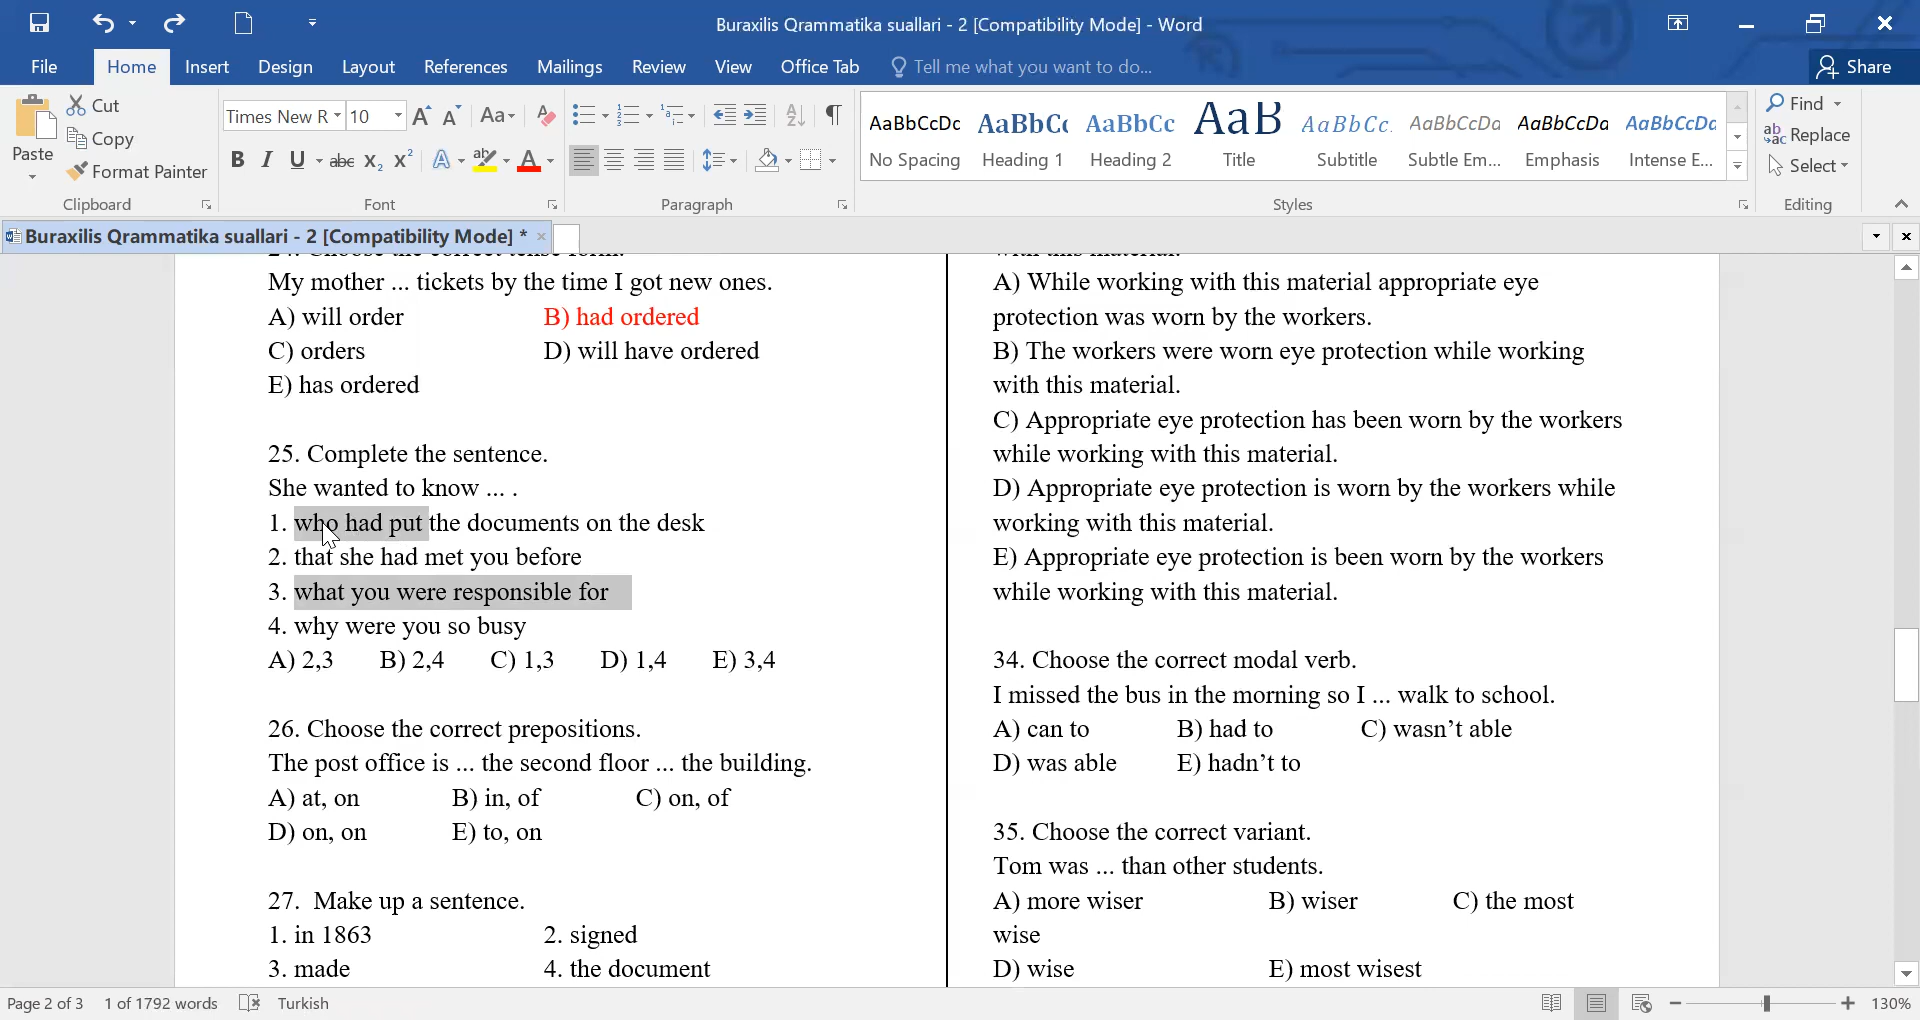 Buraxilis Qrammatika suallari - 2 [Compatibility Mode] - Word
File Home Insert Design Layout References Mailings Review View Office Tab Tell me what you want to do... Share
Paste
Cut
Copy
Format Painter
Clipboard
Times New R 10
Font
Paragraph
AaBbCcDc AaBbCc AaBbCc AaB AaBbCc. AaBbCcDc AaBbCcDc AaBbCcDc
No Spacing Heading 1 Heading 2 Title Subtitle Subtle Em... Emphasis Intense E...
Styles
Find
Replace
Select
Editing
Buraxilis Qrammatika suallari - 2 [Compatibility Mode] *
24. Choose the correct tense form.
My mother ... tickets by the time I got new ones.
A) will order B) had ordered
C) orders D) will have ordered
E) has ordered
25. Complete the sentence.
She wanted to know ... .
1. who had put the documents on the desk
2. that she had met you before
3. what you were responsible for
4. why were you so busy
A) 2,3 B) 2,4 C) 1,3 D) 1,4 E) 3,4
26. Choose the correct prepositions.
The post office is ... the second floor ... the building.
A) at, on B) in, of C) on, of
D) on, on E) to, on
27. Make up a sentence.
1. in 1863 2. signed
3. made 4. the document
with this material.
A) While working with this material appropriate eye
protection was worn by the workers.
B) The workers were worn eye protection while working
with this material.
C) Appropriate eye protection has been worn by the workers
while working with this material.
D) Appropriate eye protection is worn by the workers while
working with this material.
E) Appropriate eye protection is been worn by the workers
while working with this material.
34. Choose the correct modal verb.
I missed the bus in the morning so I ... walk to school.
A) can to B) had to C) wasn’t able
D) was able E) hadn’t to
35. Choose the correct variant.
Tom was ... than other students.
A) more wiser B) wiser C) the most
wise
D) wise E) most wisest
Page 2 of 3 1 of 1792 words Turkish 130%